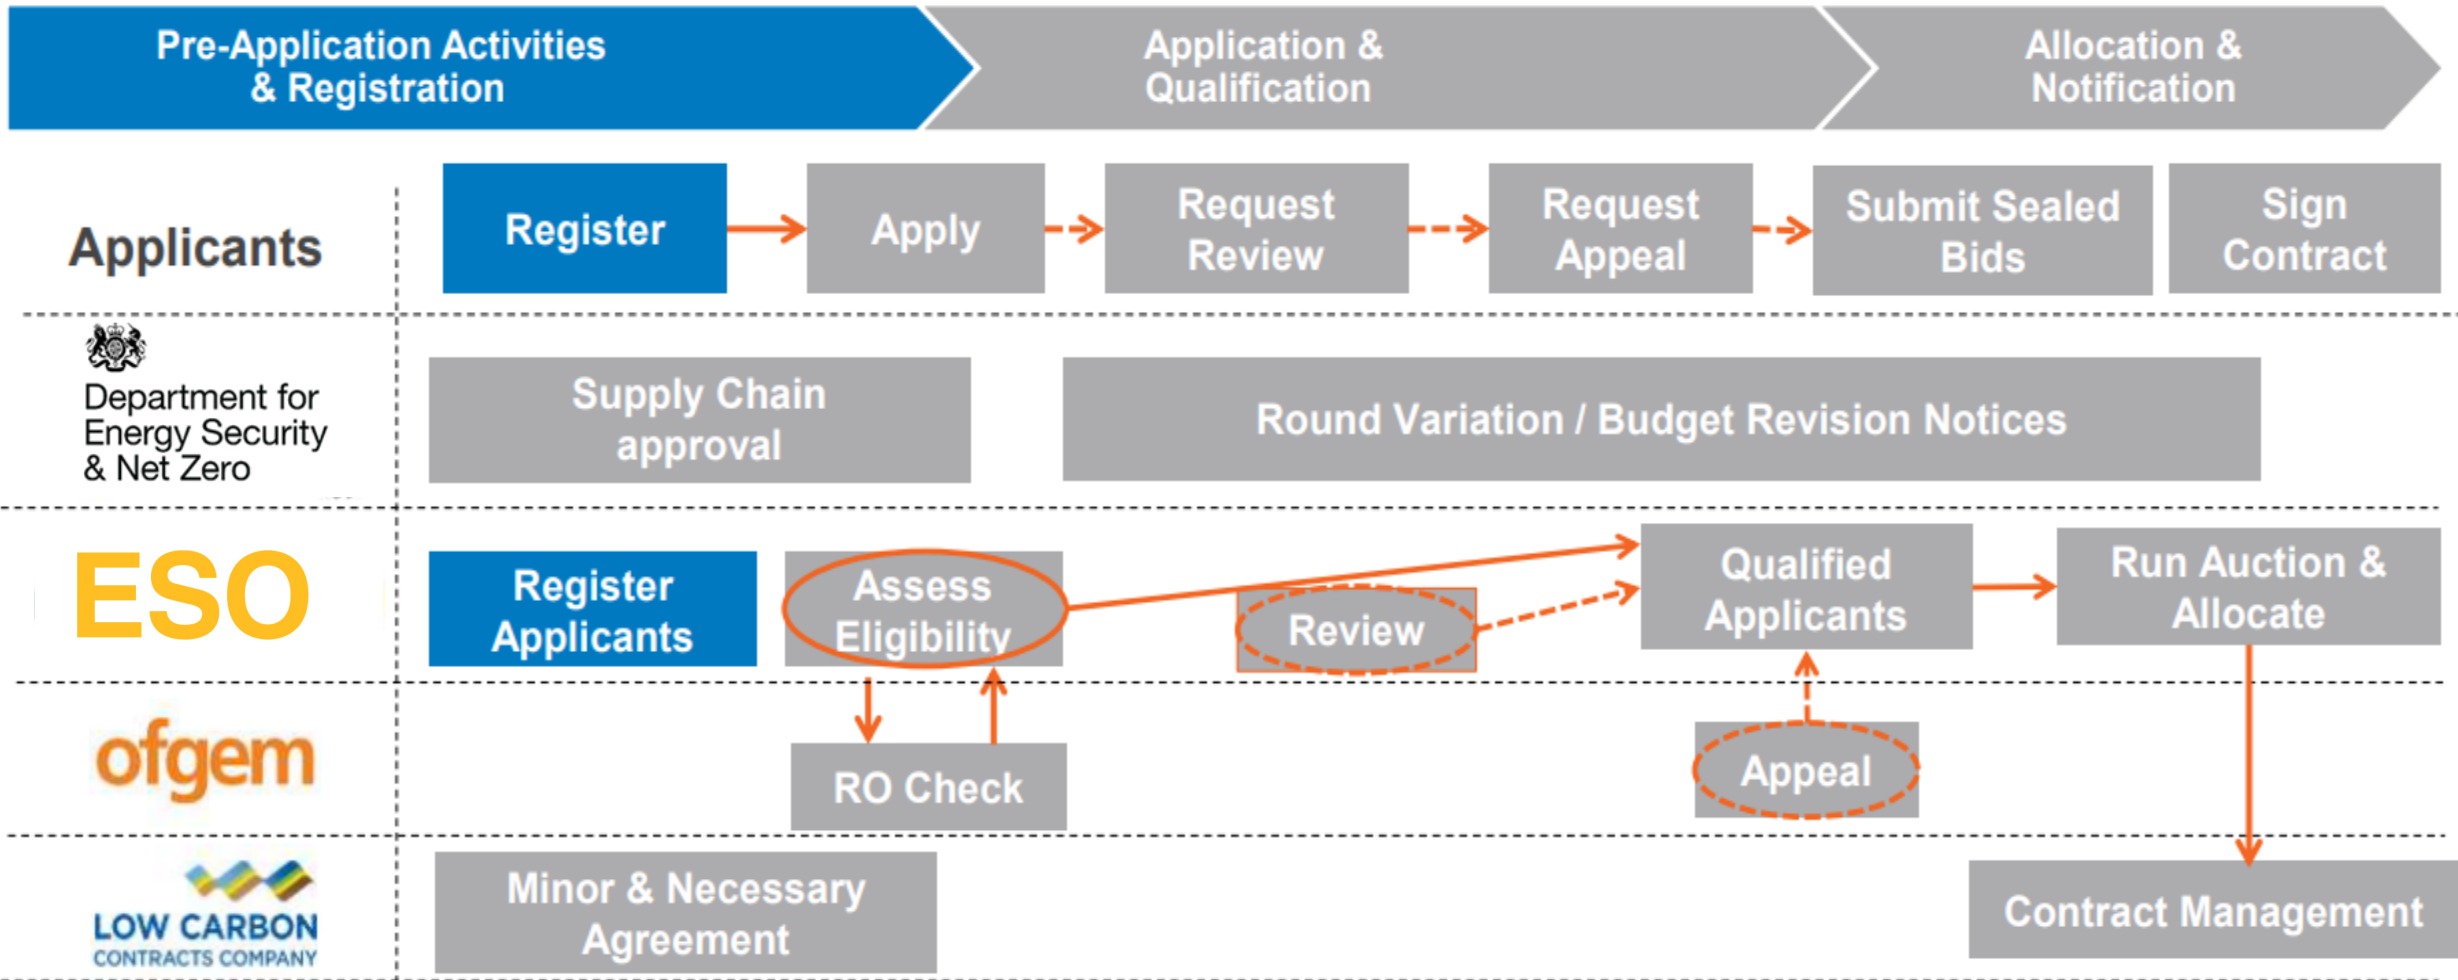 Pre-Application Activities
& Registration
Application &
Qualification
Allocation &
Notification
Applicants
Register
Apply
Request
Review
Request
Appeal
Submit Sealed
Bids
Sign
Contract
Department for
Energy Security
& Net Zero
Supply Chain
approval
Round Variation / Budget Revision Notices
ESO
Register
Applicants
Assess
Eligibility
Review
Qualified
Applicants
Run Auction &
Allocate
ofgem
RO Check
Appeal
LOW CARBON
CONTRACTS COMPANY
Minor & Necessary
Agreement
Contract Management